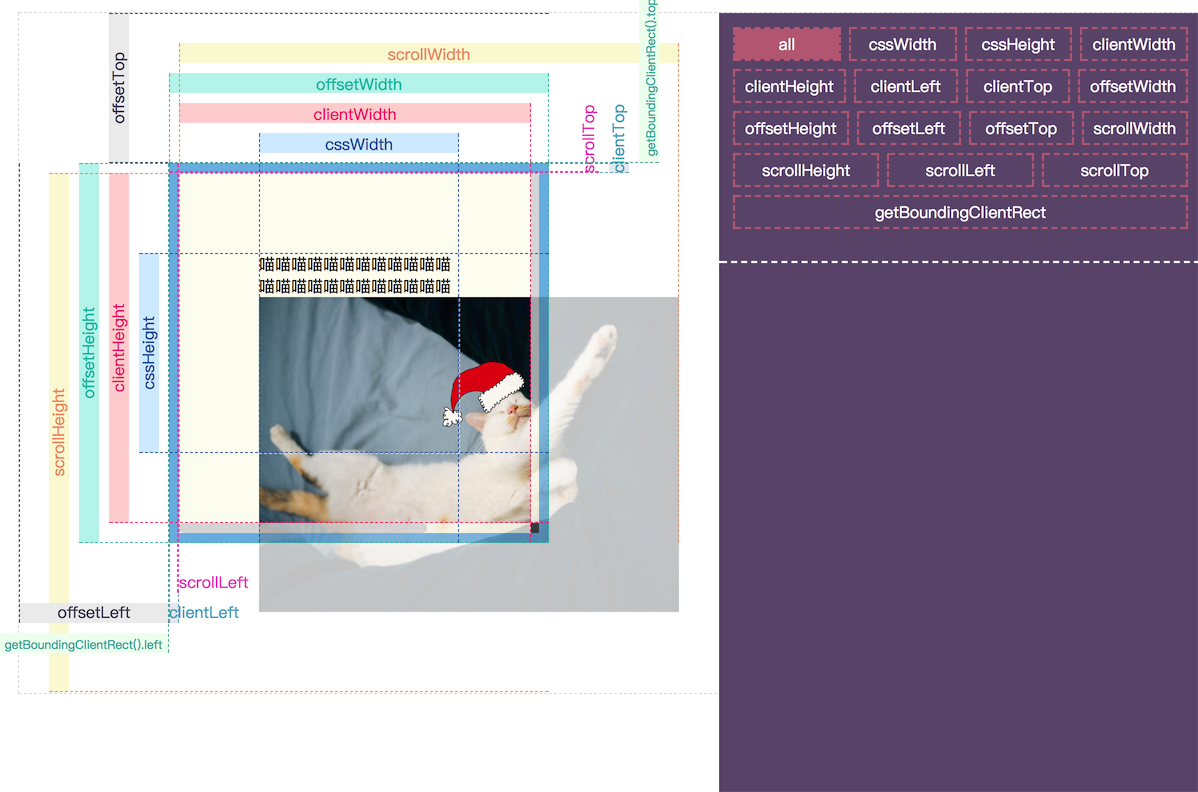 offsetTop
scrollWidth
offsetWidth
clientWidth
cssWidth
scrollTop
clientTop
getBoundingClientRect().top
scrollHeight
offsetHeight
clientHeight
cssHeight
喵喵喵喵喵喵喵喵喵喵喵喵
喵喵喵喵喵喵喵喵喵喵喵喵
scrollLeft
offsetLeft
clientLeft
getBoundingClientRect().left
all cssWidth cssHeight clientWidth
clientHeight clientLeft clientTop offsetWidth
offsetHeight offsetLeft offsetTop scrollWidth
scrollHeight scrollLeft scrollTop
getBoundingClientRect